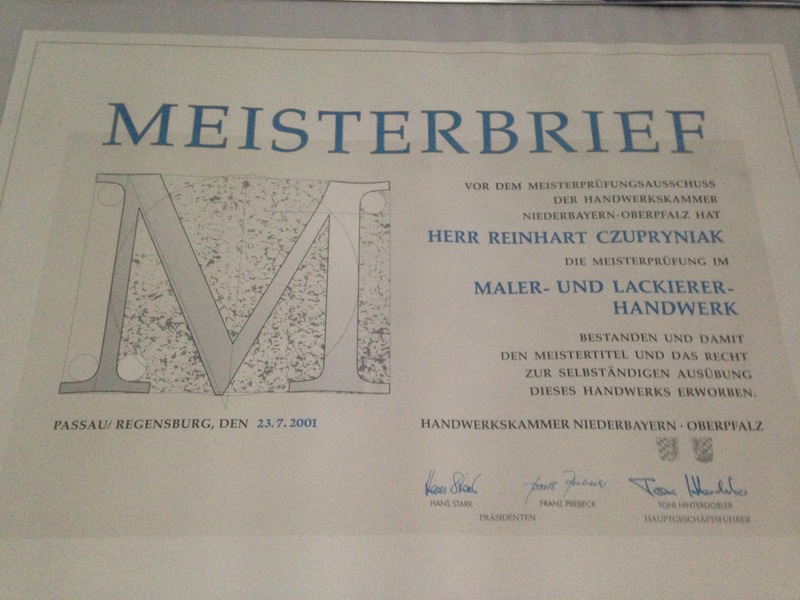 MEISTERBRIEF
M
VOR DEM MEISTERPRÜFUNGSAUSSCHUSS
DER HANDWERKSKAMMER
NIEDERBAYERN·OBERPFALZ HAT
HERR REINHART CZUPRYNIAK
DIE MEISTERPRÜFUNG IM
MALER- UND LACKIERER-
HANDWERK
BESTANDEN UND DAMIT
DEN MEISTERTITEL UND DAS RECHT
ZUR SELBSTÄNDIGEN AUSÜBUNG
DIESES HANDWERKS ERWORBEN.
PASSAU/ REGENSBURG, DEN 23.7.2001
HANDWERKSKAMMER NIEDERBAYERN · OBERPFALZ
Hans Stark
HANS STARK FRANZ PREBECK TONI HINTERDOBLER
PRÄSIDENTEN HAUPTGESCHÄFTSFÜHRER